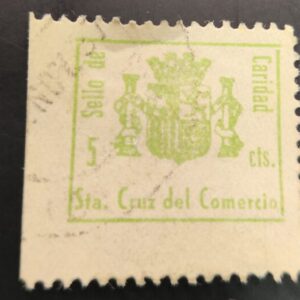 Sello de
Caridad
5 cts.
Sta. Cruz del Comercio